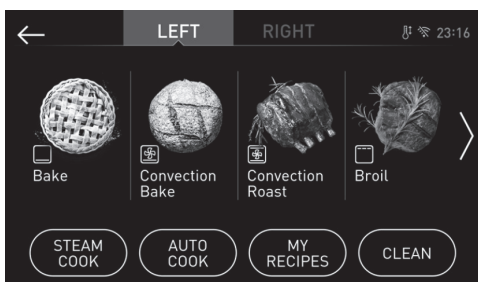 LEFT RIGHT 23:16
Bake
Convection
Bake
Convection
Roast
Broil
STEAM
COOK
AUTO
COOK
MY
RECIPES
CLEAN